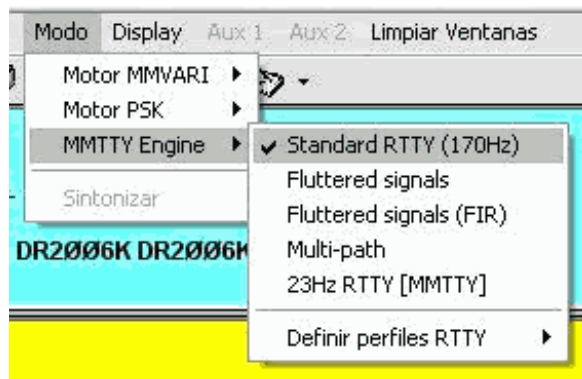 Modo Display Aux 1 Aux 2 Limpiar Ventanas
Motor MMVARI
Motor PSK
MMTTY Engine
Sintonizar
Standard RTTY (170Hz)
Fluttered signals
Fluttered signals (FIR)
Multi-path
23Hz RTTY [MMTTY]
Definir perfiles RTTY
DR2ØØ6K DR2ØØ6K